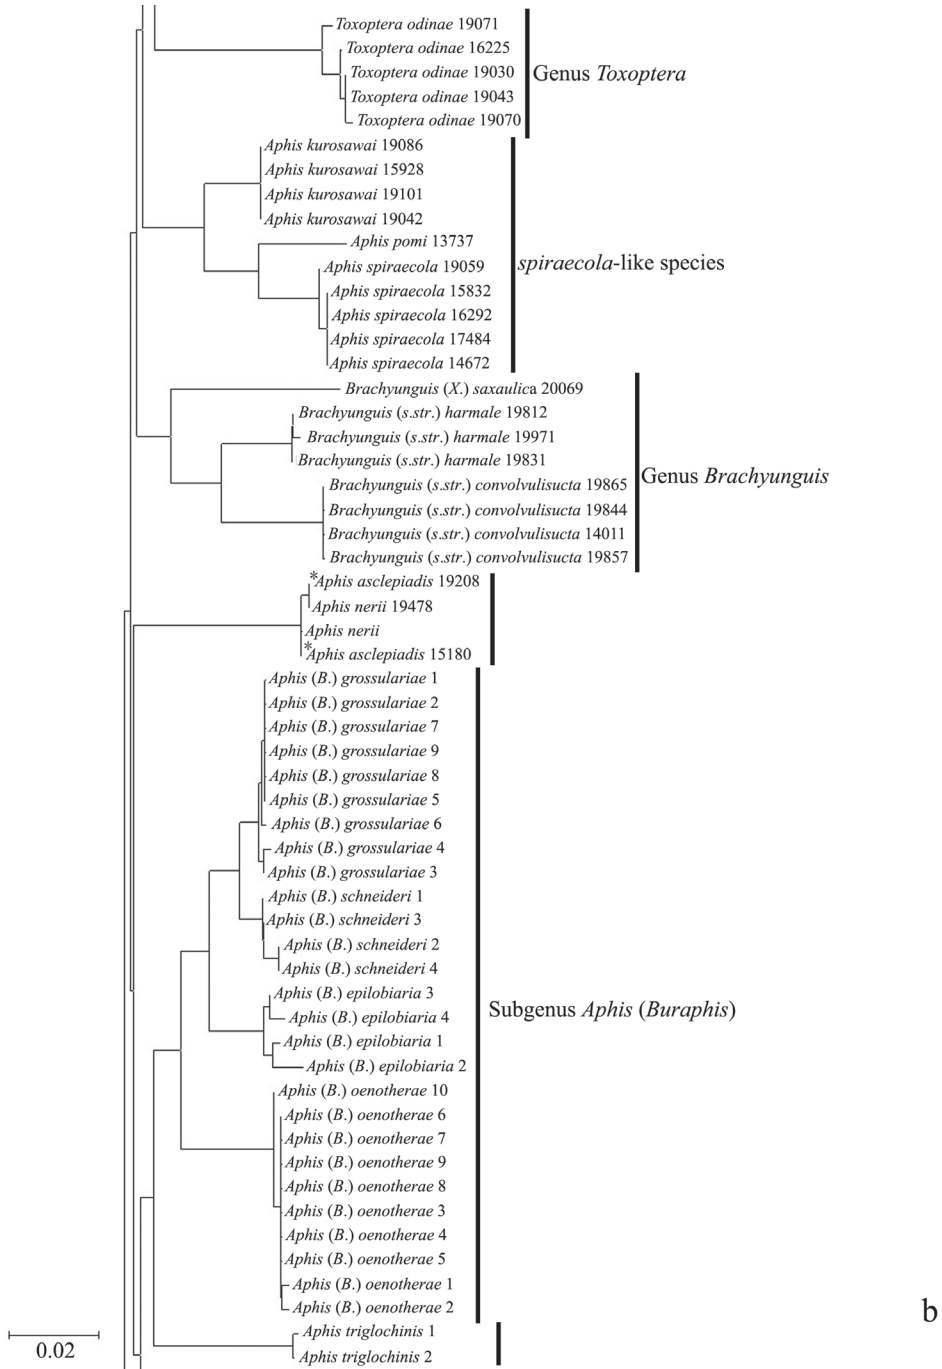 Toxoptera odinae 19071
Toxoptera odinae 16225
Toxoptera odinae 19030
Genus Toxoptera
Toxoptera odinae 19043
Toxoptera odinae 19070
Aphis kurosawai 19086
Aphis kurosawai 15928
Aphis kurosawai 19101
Aphis kurosawai 19042
Aphis pomi 13737
spiraecola-like species
Aphis spiraecola 19059
Aphis spiraecola 15832
Aphis spiraecola 16292
Aphis spiraecola 17484
Aphis spiraecola 14672
Brachyunguis (X.) saxaulica 20069
Brachyunguis (s.str.) harmale 19812
Brachyunguis (s.str.) harmale 19971
Brachyunguis (s.str.) harmale 19831
Genus Brachyunguis
Brachyunguis (s.str.) convolvulisucta 19865
Brachyunguis (s.str.) convolvulisucta 19844
Brachyunguis (s.str.) convolvulisucta 14011
Brachyunguis (s.str.) convolvulisucta 19857
*Aphis asclepiadis 19208
Aphis nerii 19478
Aphis nerii
*Aphis asclepiadis 15180
Aphis (B.) grossulariae 1
Aphis (B.) grossulariae 2
Aphis (B.) grossulariae 7
Aphis (B.) grossulariae 9
Aphis (B.) grossulariae 8
Aphis (B.) grossulariae 5
Aphis (B.) grossulariae 6
Aphis (B.) grossulariae 4
Aphis (B.) grossulariae 3
Aphis (B.) schneideri 1
Aphis (B.) schneideri 3
Aphis (B.) schneideri 2
Aphis (B.) schneideri 4
Aphis (B.) epilobiaria 3
Subgenus Aphis (Buraphis)
Aphis (B.) epilobiaria 4
Aphis (B.) epilobiaria 1
Aphis (B.) epilobiaria 2
Aphis (B.) oenotherae 10
Aphis (B.) oenotherae 6
Aphis (B.) oenotherae 7
Aphis (B.) oenotherae 9
Aphis (B.) oenotherae 8
Aphis (B.) oenotherae 3
Aphis (B.) oenotherae 4
Aphis (B.) oenotherae 5
Aphis (B.) oenotherae 1
Aphis (B.) oenotherae 2
b
Aphis triglochinis 1
Aphis triglochinis 2
0.02